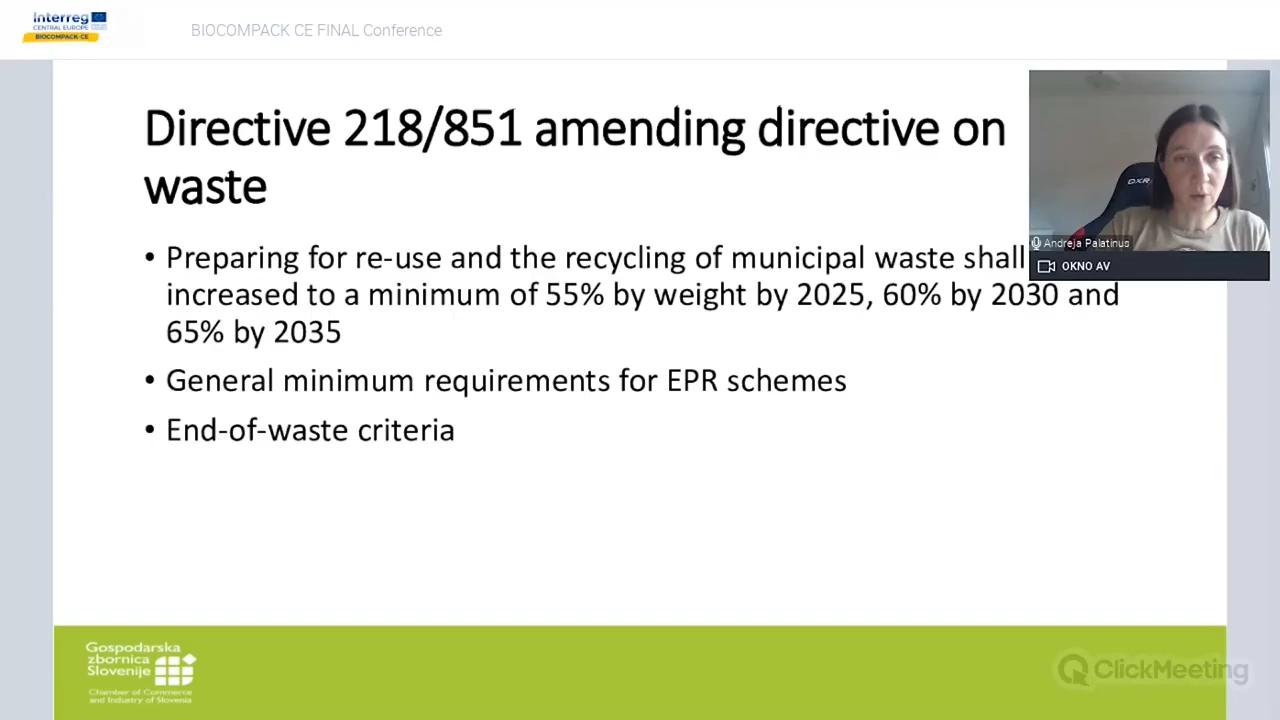 Interreg
CENTRAL EUROPE
BIOCOMPACK-CE
BIOCOMPACK CE FINAL Conference
Directive 218/851 amending directive on
waste
• Preparing for re-use and the recycling of municipal waste shall
increased to a minimum of 55% by weight by 2025, 60% by 2030 and
65% by 2035
• General minimum requirements for EPR schemes
• End-of-waste criteria
DXR
Andreja Palatinus
OKNO AV
Gospodarska
zbornica
Slovenije
Chamber of Commerce
and Industry of Slovenia
ClickMeeting